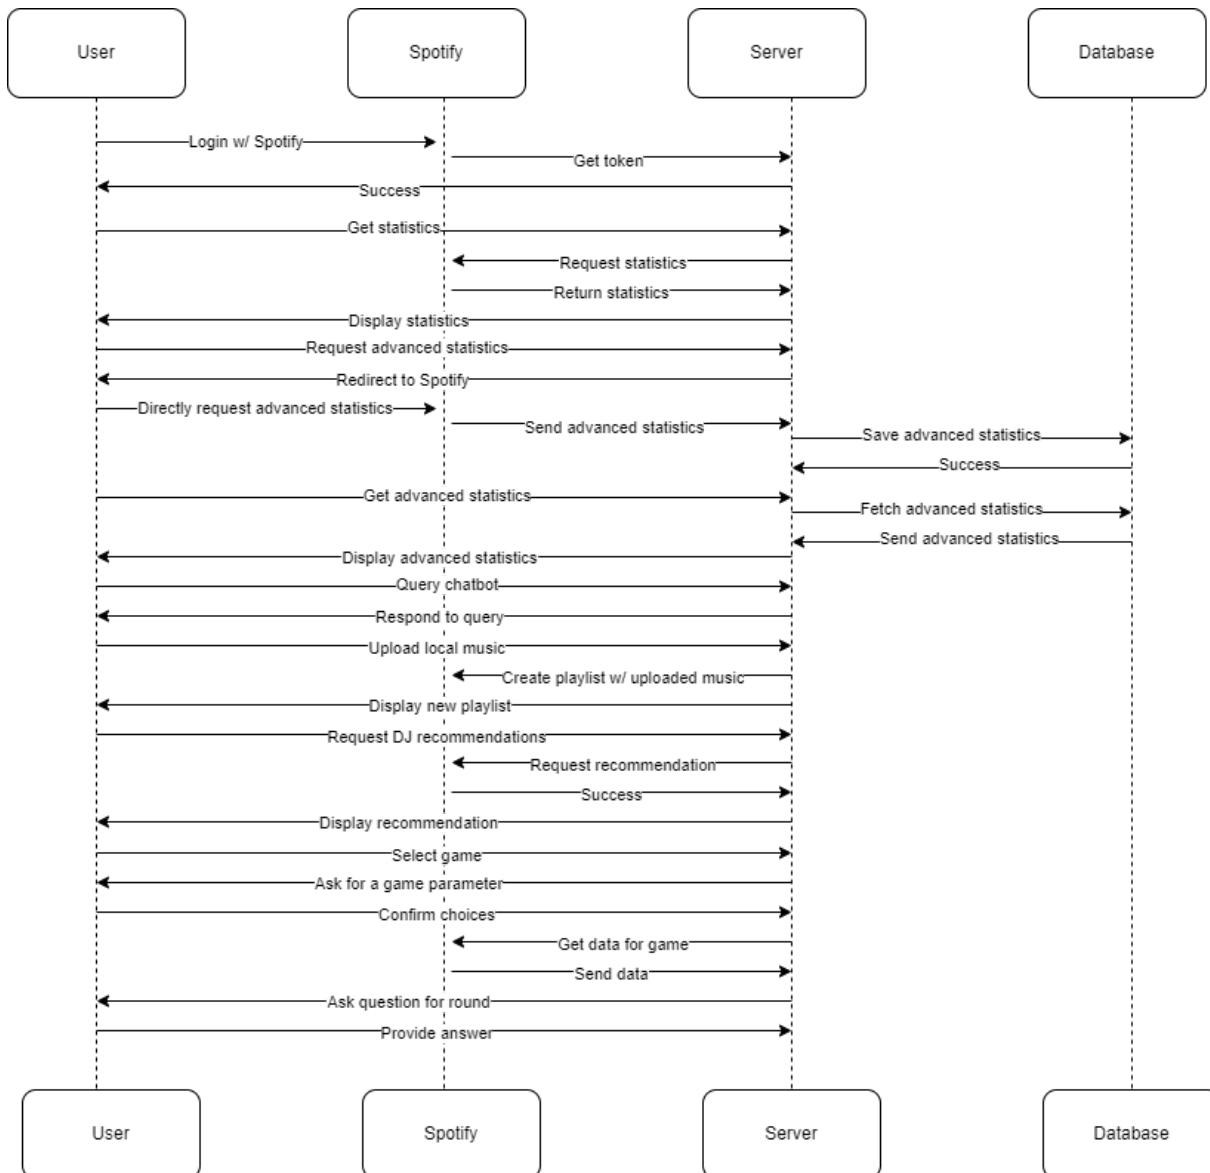 User
Spotify
Server
Database
Login w/ Spotify
Get token
Success
Get statistics
Request statistics
Return statistics
Display statistics
Request advanced statistics
Redirect to Spotify
Directly request advanced statistics
Send advanced statistics
Save advanced statistics
Success
Get advanced statistics
Fetch advanced statistics
Send advanced statistics
Display advanced statistics
Query chatbot
Respond to query
Upload local music
Create playlist w/ uploaded music
Display new playlist
Request DJ recommendations
Request recommendation
Success
Display recommendation
Select game
Ask for a game parameter
Confirm choices
Get data for game
Send data
Ask question for round
Provide answer
User
Spotify
Server
Database